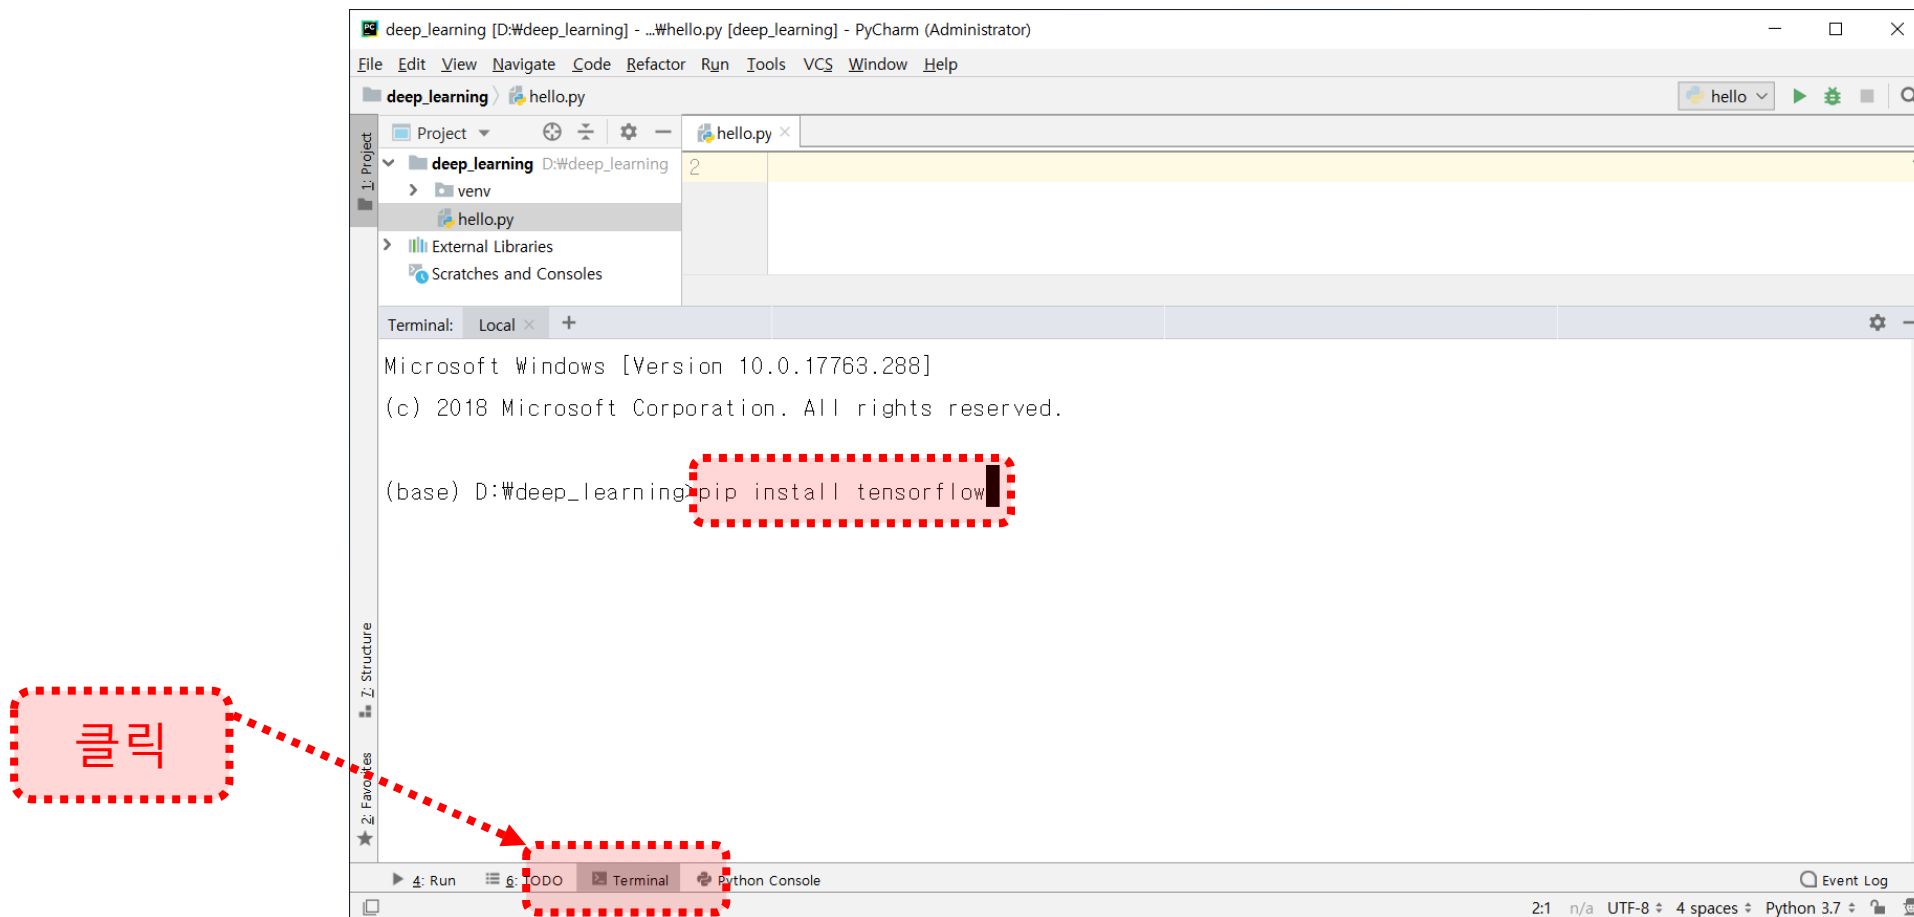 deep_learning [D:₩deep_learning] - ...₩hello.py [deep_learning] - PyCharm (Administrator)
File Edit View Navigate Code Refactor Run Tools VCS Window Help
deep_learning hello.py
hello
1: Project
Project
hello.py
deep_learning D:₩deep_learning
2
venv
hello.py
External Libraries
Scratches and Consoles
Terminal: Local
Microsoft Windows [Version 10.0.17763.288]
(c) 2018 Microsoft Corporation. All rights reserved.
(base) D:₩deep_learning>pip install tensorflow
7: Structure
클릭
2: Favorites
4: Run 6: TODO Terminal Python Console
Event Log
2:1 n/a UTF-8 4 spaces Python 3.7